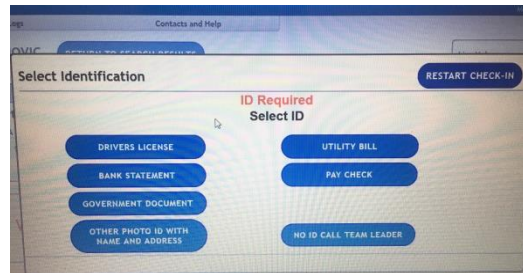 Contacts and Help
OVIC
RETURN TO SEARCH RESULTS
Select Identification
RESTART CHECK-IN
ID Required
Select ID
DRIVERS LICENSE
UTILITY BILL
BANK STATEMENT
PAY CHECK
GOVERNMENT DOCUMENT
OTHER PHOTO ID WITH
NAME AND ADDRESS
NO ID CALL TEAM LEADER